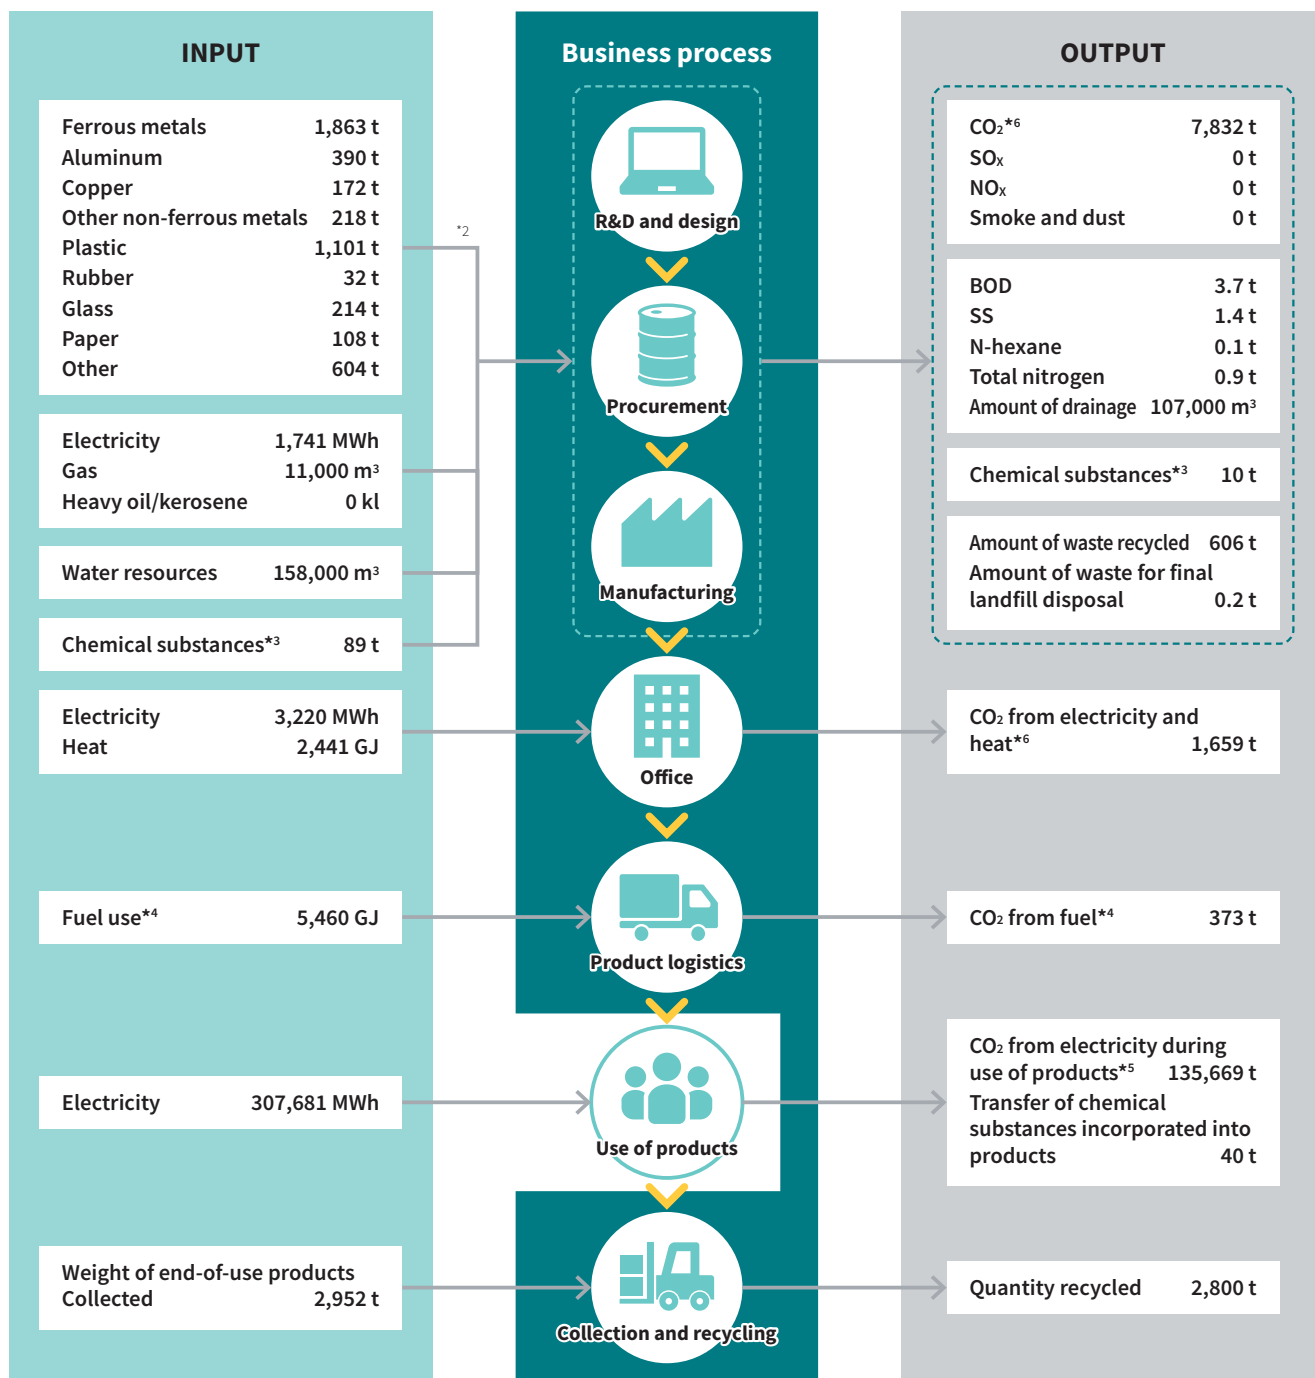 INPUT
Ferrous metals 1,863 t
Aluminum 390 t
Copper 172 t
Other non-ferrous metals 218 t
Plastic 1,101 t
Rubber 32 t
Glass 214 t
Paper 108 t
Other 604 t
*2
Electricity 1,741 MWh
Gas 11,000 m³
Heavy oil/kerosene 0 kl
Water resources 158,000 m³
Chemical substances*³ 89 t
Electricity 3,220 MWh
Heat 2,441 GJ
Fuel use*⁴ 5,460 GJ
Electricity 307,681 MWh
Weight of end-of-use products
Collected 2,952 t
Business process
R&D and design
Procurement
Manufacturing
Office
Product logistics
Use of products
Collection and recycling
OUTPUT
CO₂*⁶ 7,832 t
SOx 0 t
NOx 0 t
Smoke and dust 0 t
BOD 3.7 t
SS 1.4 t
N-hexane 0.1 t
Total nitrogen 0.9 t
Amount of drainage 107,000 m³
Chemical substances*³ 10 t
Amount of waste recycled 606 t
Amount of waste for final
landfill disposal 0.2 t
CO₂ from electricity and
heat*⁶ 1,659 t
CO₂ from fuel*⁴ 373 t
CO₂ from electricity during
use of products*⁵ 135,669 t
Transfer of chemical
substances incorporated into
products 40 t
Quantity recycled 2,800 t